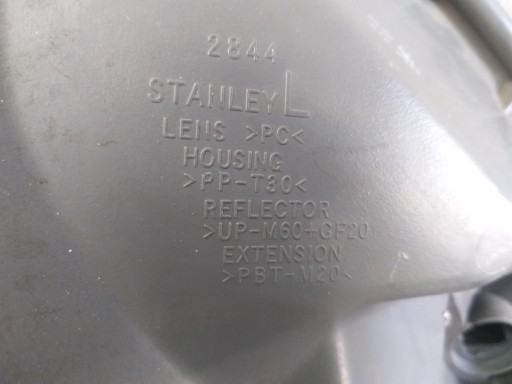 2844
STANLEY L
LENS >PC<
HOUSING
>PP-T30<
REFLECTOR
>UP-M60+GF20
EXTENSION
>PBT-M20<